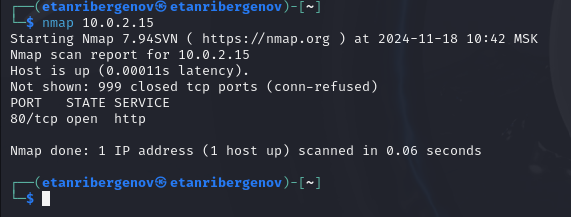 ┌──(etanribergenov㉿etanribergenov)-[~]
└─$ nmap 10.0.2.15
Starting Nmap 7.94SVN ( https://nmap.org ) at 2024-11-18 10:42 MSK
Nmap scan report for 10.0.2.15
Host is up (0.00011s latency).
Not shown: 999 closed tcp ports (conn-refused)
PORT   STATE SERVICE
80/tcp open  http
Nmap done: 1 IP address (1 host up) scanned in 0.06 seconds
┌──(etanribergenov㉿etanribergenov)-[~]
└─$